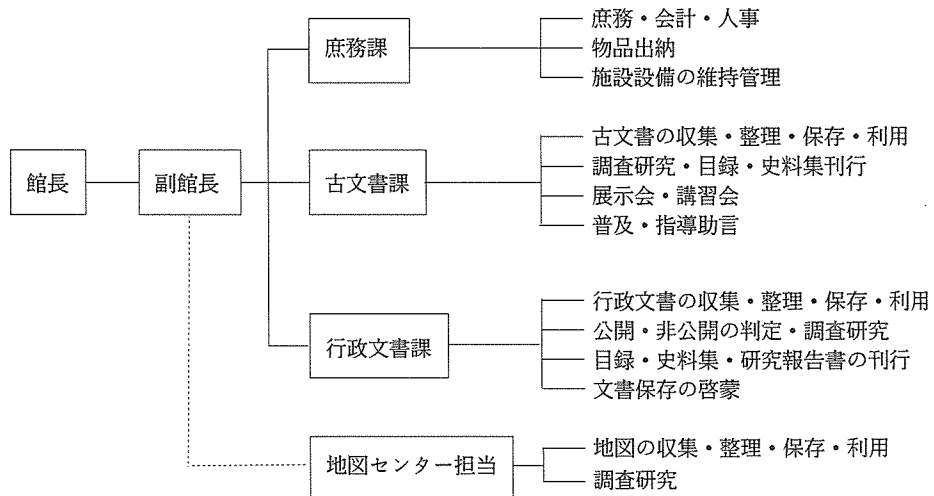 館長
副館長
庶務課
庶務・会計・人事
物品出納
施設設備の維持管理
古文書課
古文書の収集・整理・保存・利用
調査研究・目録・史料集刊行
展示会・講習会
普及・指導助言
行政文書課
行政文書の収集・整理・保存・利用
公開・非公開の判定・調査研究
目録・史料集・研究報告書の刊行
文書保存の啓蒙
地図センター担当
地図の収集・整理・保存・利用
調査研究